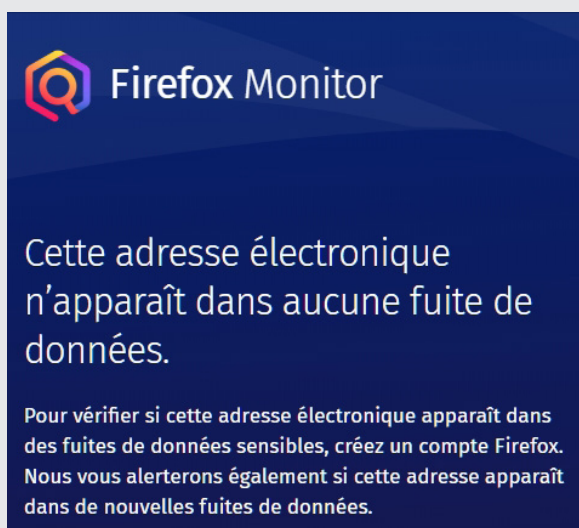 Firefox Monitor
Cette adresse électronique
n’apparaît dans aucune fuite de
données.
Pour vérifier si cette adresse électronique apparaît dans
des fuites de données sensibles, créez un compte Firefox.
Nous vous alerterons également si cette adresse apparaît
dans de nouvelles fuites de données.